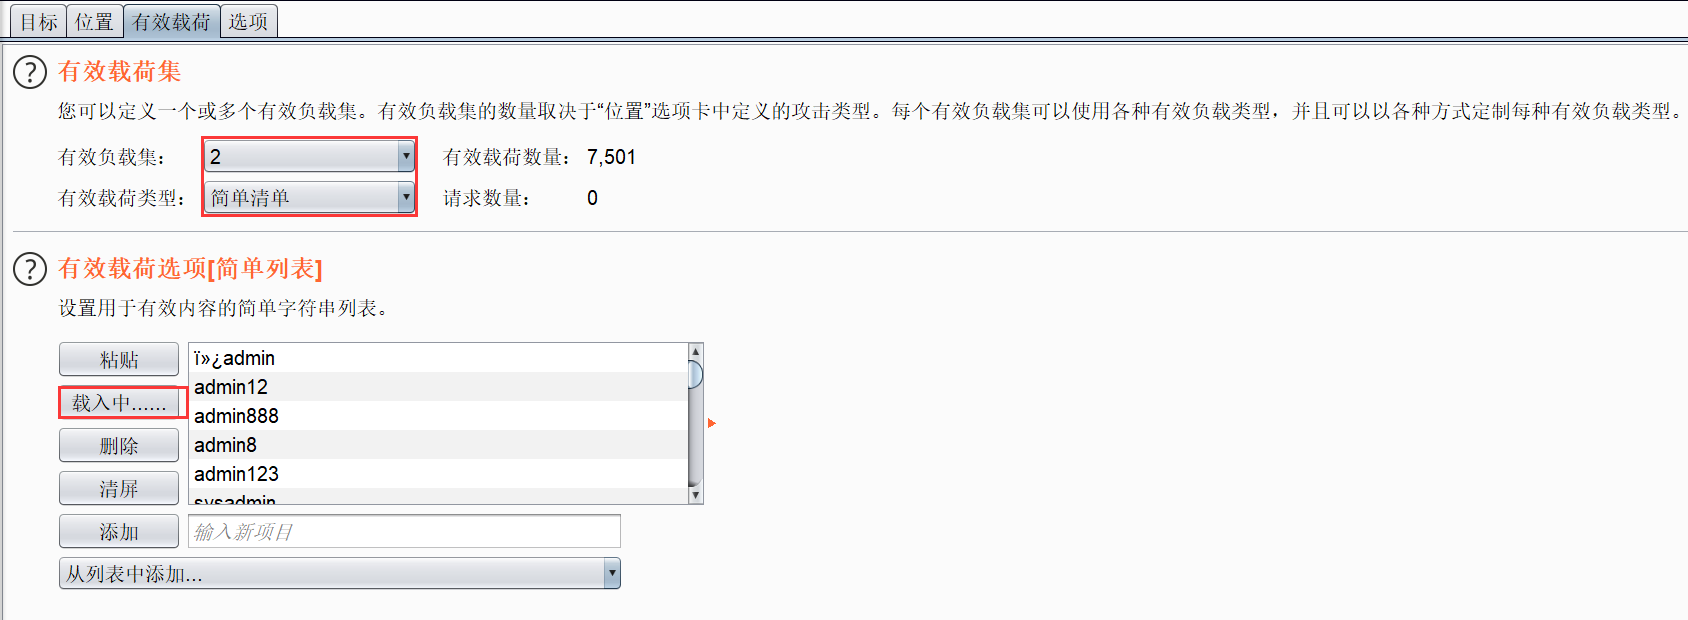 目标 位置 有效载荷 选项
? 有效载荷集
您可以定义一个或多个有效负载集。有效负载集的数量取决于“位置”选项卡中定义的攻击类型。每个有效负载集可以使用各种有效负载类型，并且可以以各种方式定制每种有效负载类型。
有效负载集： 2 有效载荷数量： 7,501
有效载荷类型： 简单清单 请求数量： 0
? 有效载荷选项[简单列表]
设置用于有效内容的简单字符串列表。
粘贴 ï»¿admin
admin12
载入中...... admin888
删除 admin8
清屏 admin123
sysadmin
添加 输入新项目
从列表中添加...